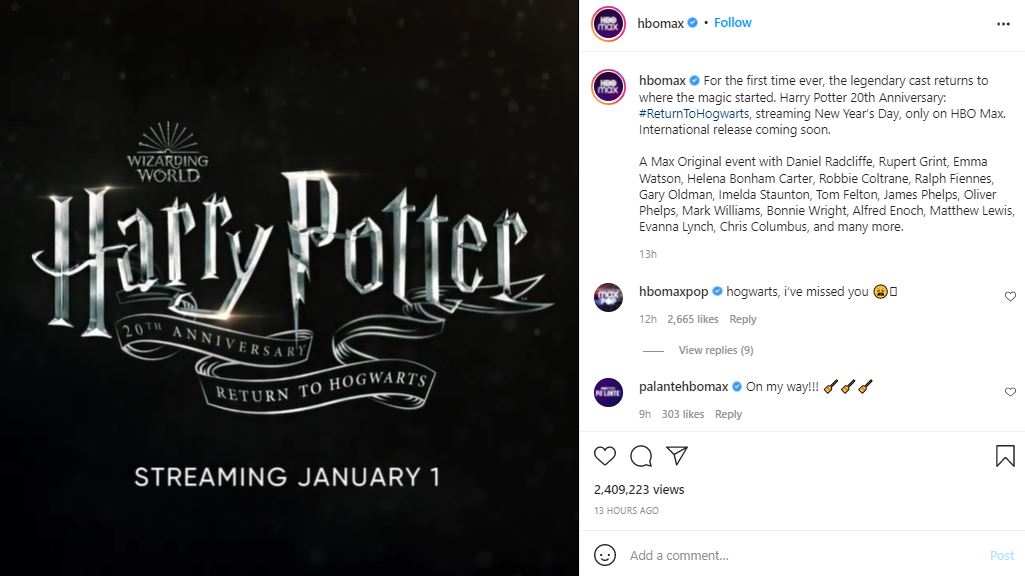 WIZARDING
WORLD
Harry Potter
20TH ANNIVERSARY
RETURN TO HOGWARTS
STREAMING JANUARY 1
HBO
max
hbomax • Follow
HBO
max
hbomax For the first time ever, the legendary cast returns to
where the magic started. Harry Potter 20th Anniversary:
#ReturnToHogwarts, streaming New Year's Day, only on HBO Max.
International release coming soon.
A Max Original event with Daniel Radcliffe, Rupert Grint, Emma
Watson, Helena Bonham Carter, Robbie Coltrane, Ralph Fiennes,
Gary Oldman, Imelda Staunton, Tom Felton, James Phelps, Oliver
Phelps, Mark Williams, Bonnie Wright, Alfred Enoch, Matthew Lewis,
Evanna Lynch, Chris Columbus, and many more.
13h
max
POP
hbomaxpop hogwarts, i've missed you 😩
12h 2,665 likes Reply
View replies (9)
PA'LANTE
palantehbomax On my way!!! 🧹🧹🧹
9h 303 likes Reply
2,409,223 views
13 HOURS AGO
Add a comment...
Post